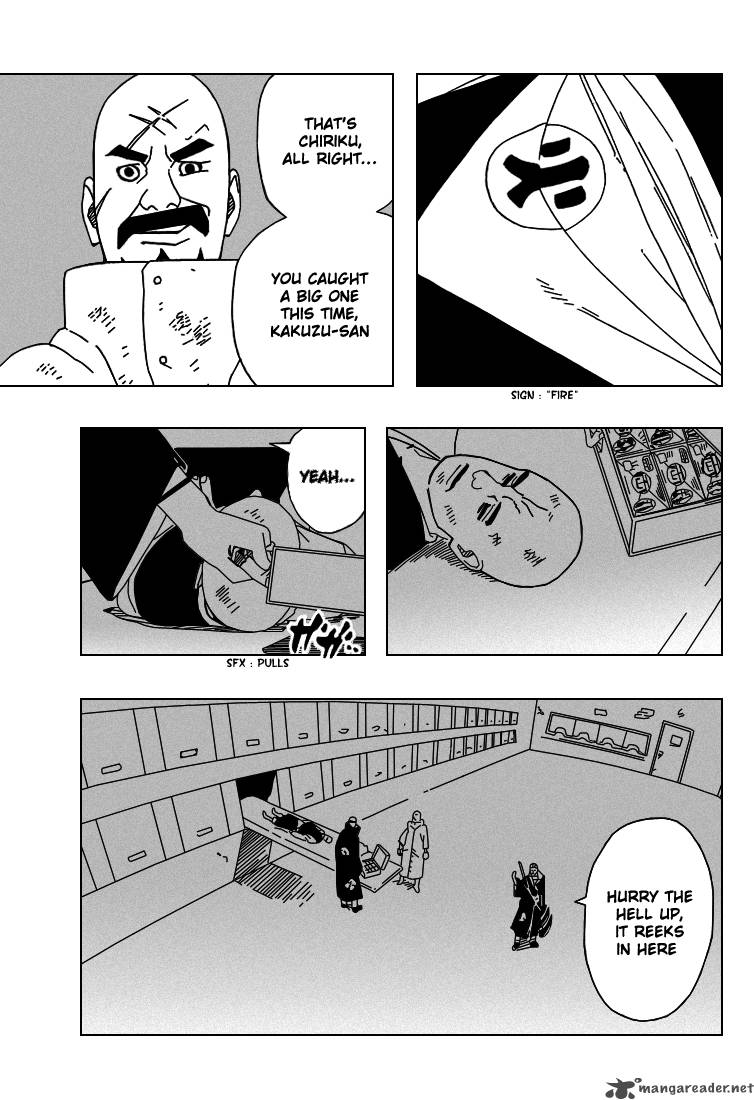 火
SIGN : "FIRE"
THAT'S
CHIRIKU,
ALL RIGHT...
YOU CAUGHT
A BIG ONE
THIS TIME,
KAKUZU-SAN
YEAH...
SFX : PULLS
HURRY THE
HELL UP,
IT REEKS
IN HERE
mangareader.net